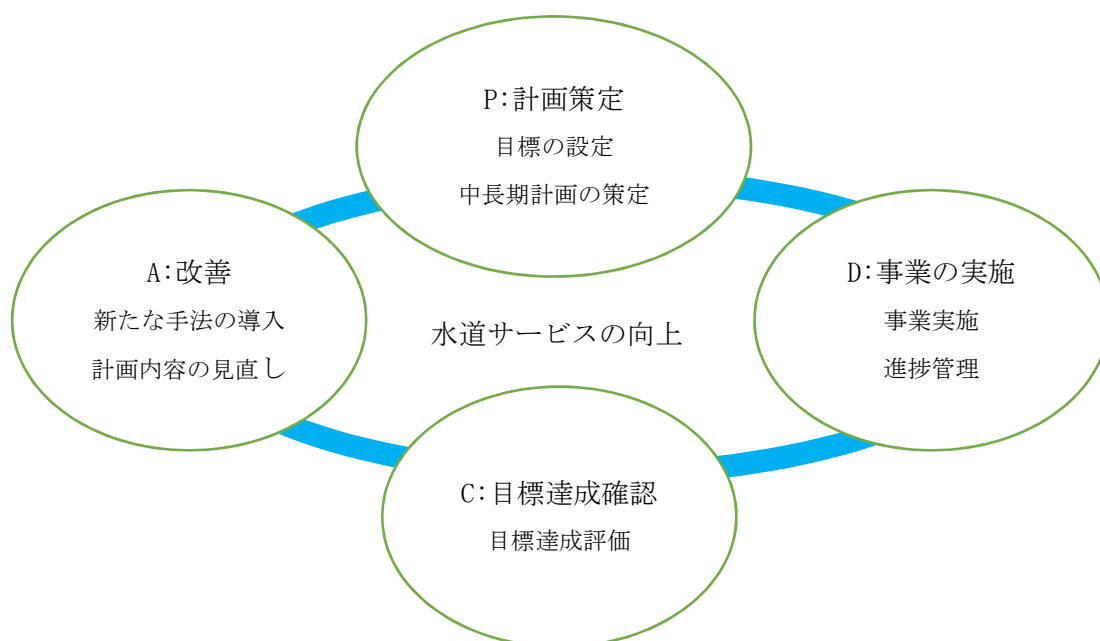 P:計画策定
目標の設定
中長期計画の策定
A:改善
新たな手法の導入
計画内容の見直し
水道サービスの向上
D:事業の実施
事業実施
進捗管理
C:目標達成確認
目標達成評価